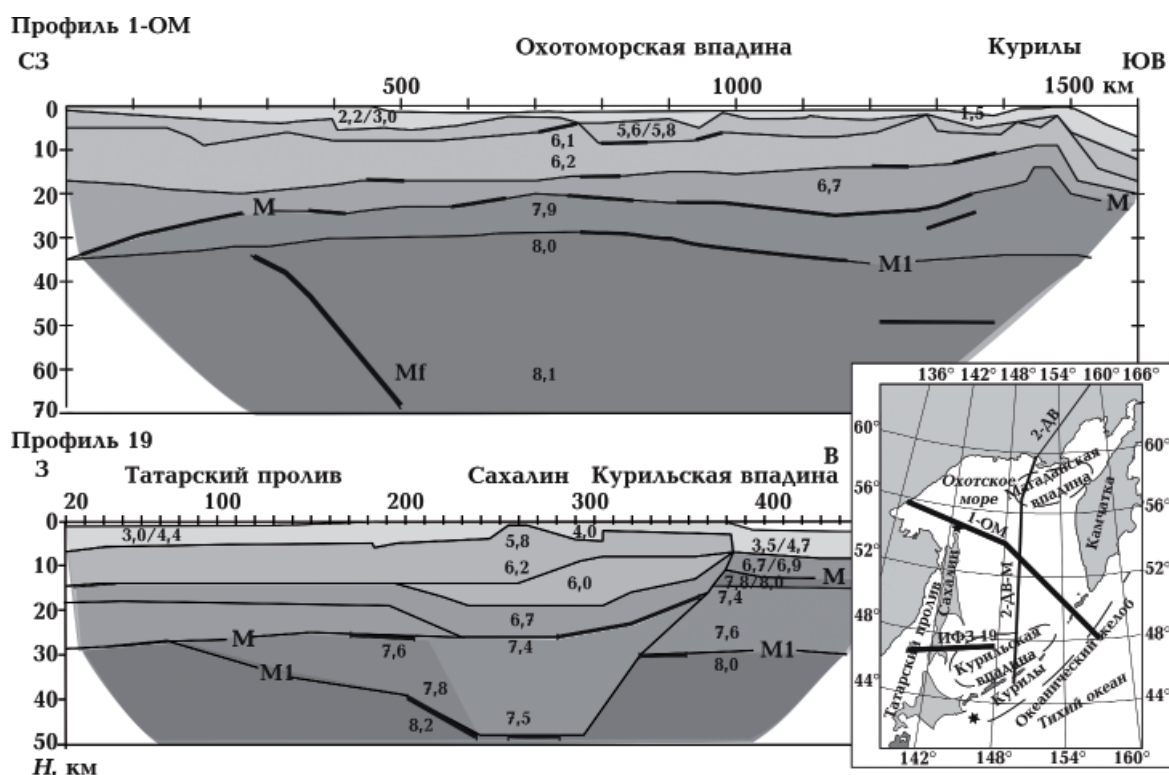 Профиль 1-ОМ
СЗ
Охотоморская впадина
Курилы
ЮВ
500
1000
1500 км
0
10
20
30
40
50
60
70
2,2/3,0
5,6/5,8
1,5
6,1
6,2
6,7
М
7,9
М
8,0
М1
Мf
8,1
Профиль 19
З
Татарский пролив
Сахалин
Курильская впадина
В
20
100
200
300
400
0
10
20
30
40
50
3,0/4,4
5,8
4,0
3,5/4,7
6,2
6,0
6,7/6,9
М
7,8/8,0
7,4
6,7
М
7,6
7,4
7,6
М1
8,0
М1
7,8
8,2
7,5
Н, км
136° 142° 148° 154° 160° 166°
60°
56°
52°
48°
44°
60°
56°
52°
48°
44°
142°
148°
154°
160°
2-ДВ
Магаданская
впадина
Охотское
море
1-ОМ
Камчатка
Сахалин
2-ДВ-М
Татарский пролив
ИФЗ-19
Курильская
впадина
Курилы
Океанический желоб
Тихий океан